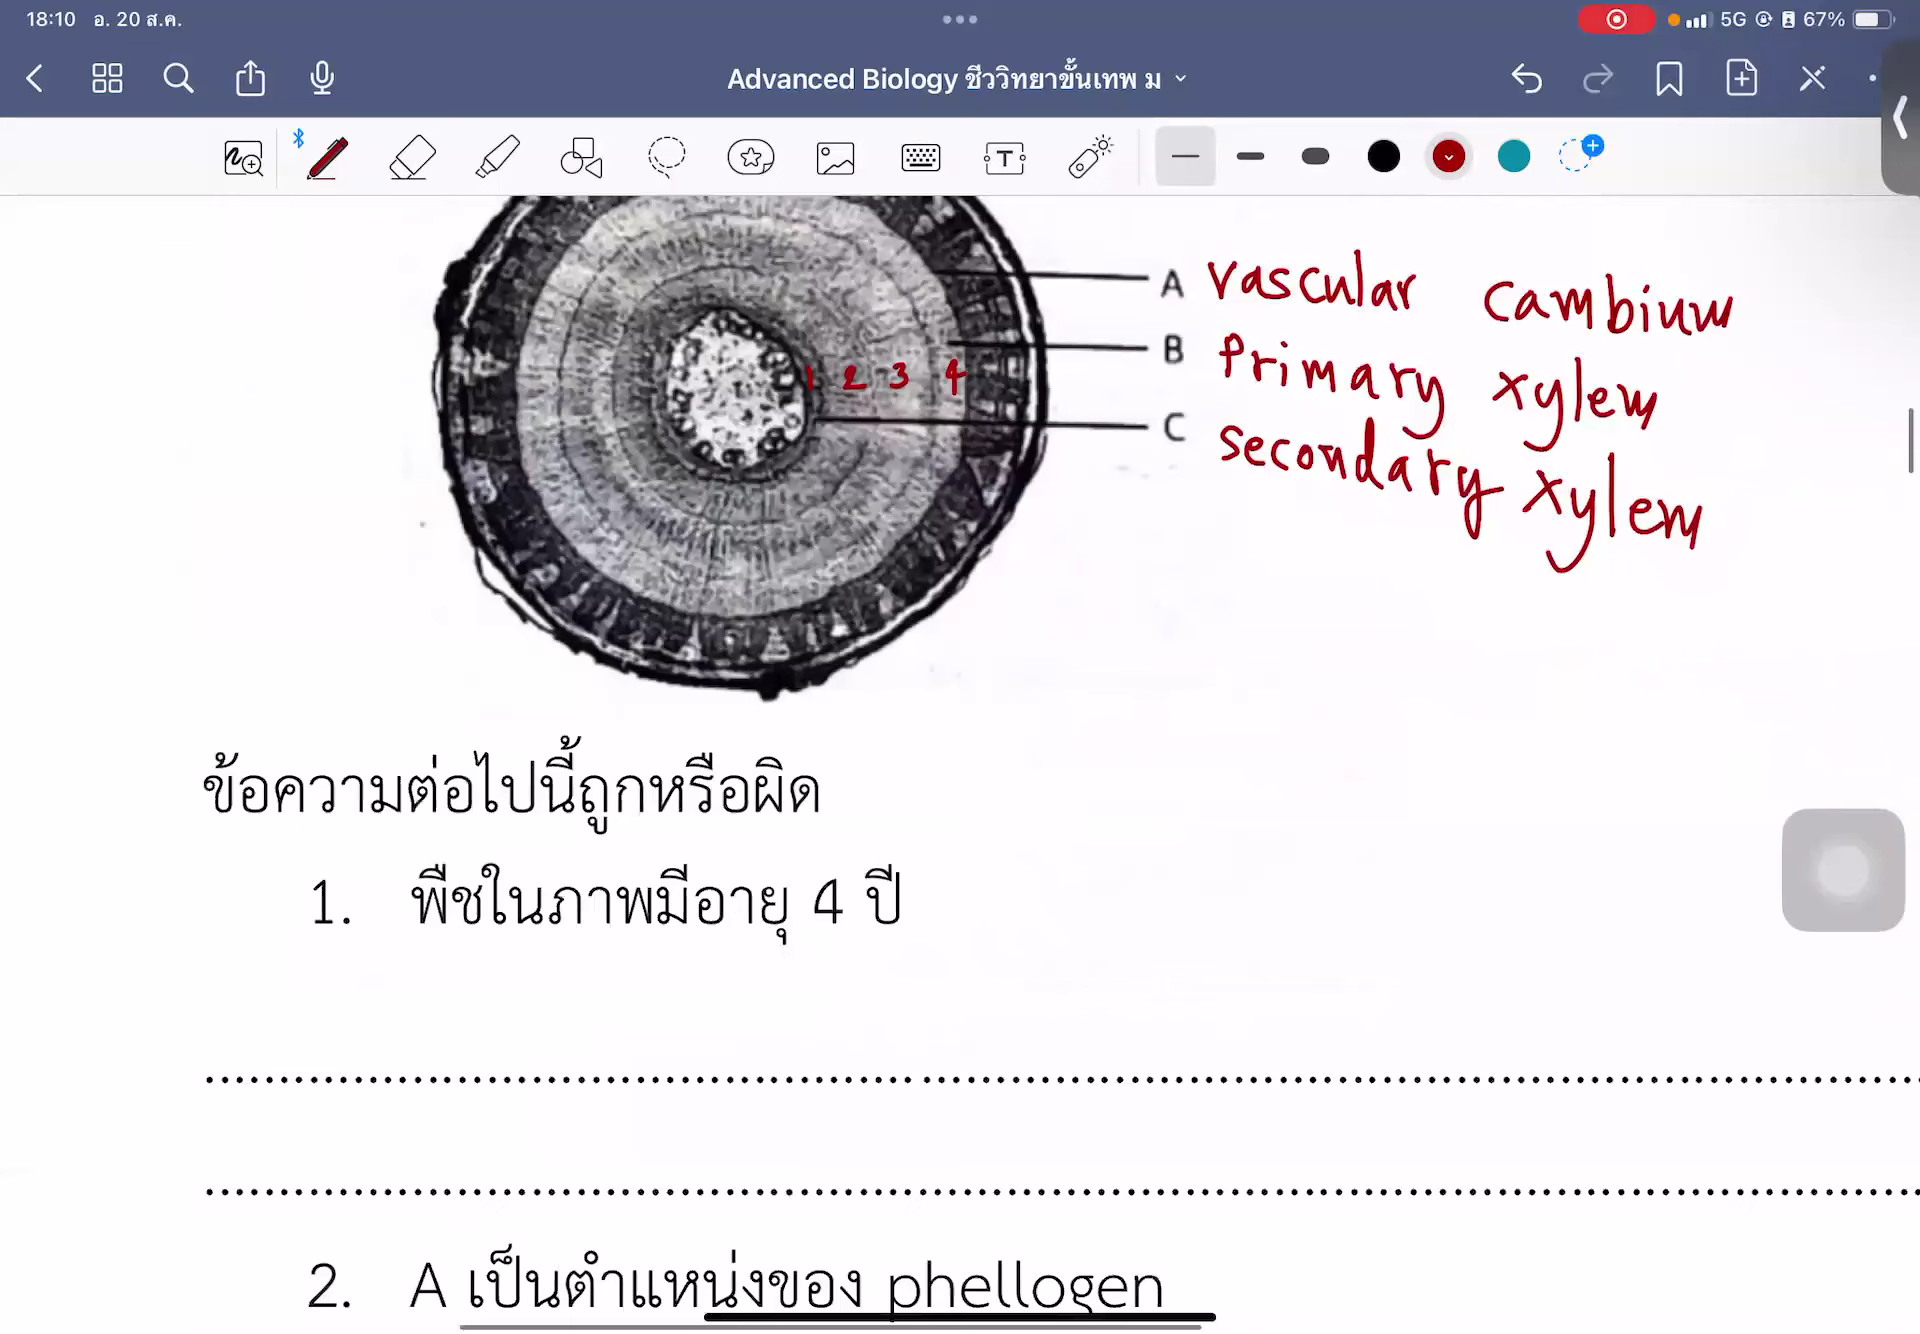 18:10 อ. 20 ส.ค.
5G 67%
Advanced Biology ชีววิทยาขั้นเทพ ม
T
A vascular cambium
B Primary xylem
1 2 3 4
C secondary xylem
ข้อความต่อไปนี้ถูกหรือผิด
1. พืชในภาพมีอายุ 4 ปี
2. A เป็นตำแหน่งของ phellogen